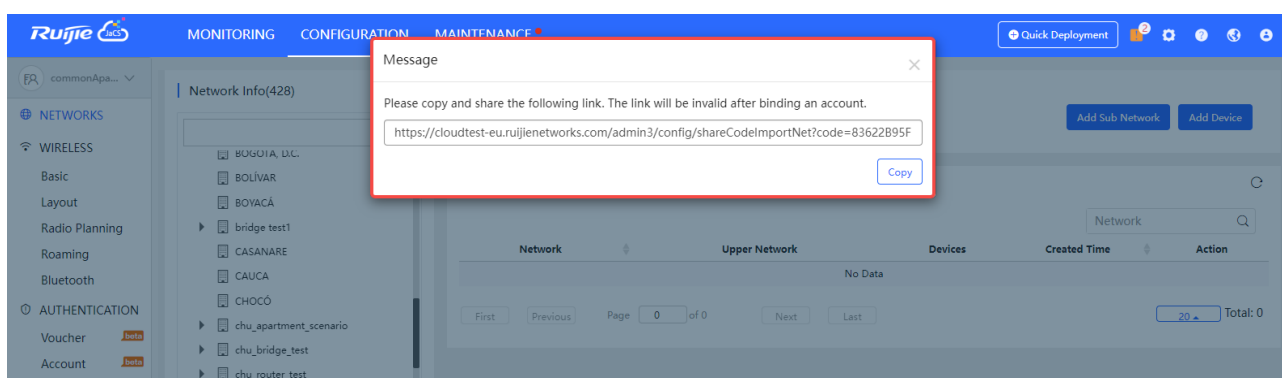 Ruijie JaCS MONITORING CONFIGURATION MAINTENANCE Quick Deployment 2
commonApa...
Network Info(428)
Message
Please copy and share the following link. The link will be invalid after binding an account.
https://cloudtest-eu.ruijienetworks.com/admin3/config/shareCodeImportNet?code=83622B95F
Copy
Add Sub Network Add Device
NETWORKS
WIRELESS
Basic
Layout
Radio Planning
Roaming
Bluetooth
AUTHENTICATION
Voucher beta
Account beta
BOGOTÁ, D.C.
BOLÍVAR
BOYACÁ
bridge test1
CASANARE
CAUCA
CHOCÓ
chu_apartment_scenario
chu_bridge_test
chu_router_test
Network
Network Upper Network Devices Created Time Action
No Data
First Previous Page 0 of 0 Next Last 20 Total: 0